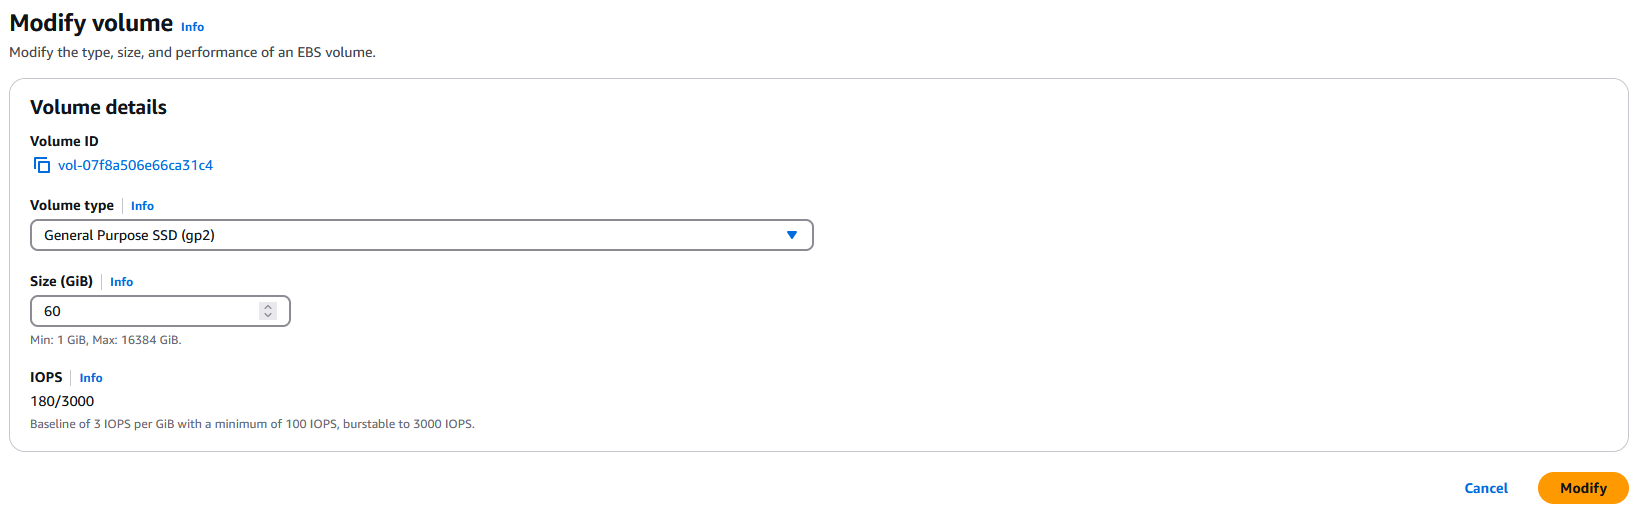 Modify volume Info
Modify the type, size, and performance of an EBS volume.
Volume details
Volume ID
vol-07f8a506e66ca31c4
Volume type Info
General Purpose SSD (gp2)
Size (GiB) Info
60
Min: 1 GiB, Max: 16384 GiB.
IOPS Info
180/3000
Baseline of 3 IOPS per GiB with a minimum of 100 IOPS, burstable to 3000 IOPS.
Cancel Modify